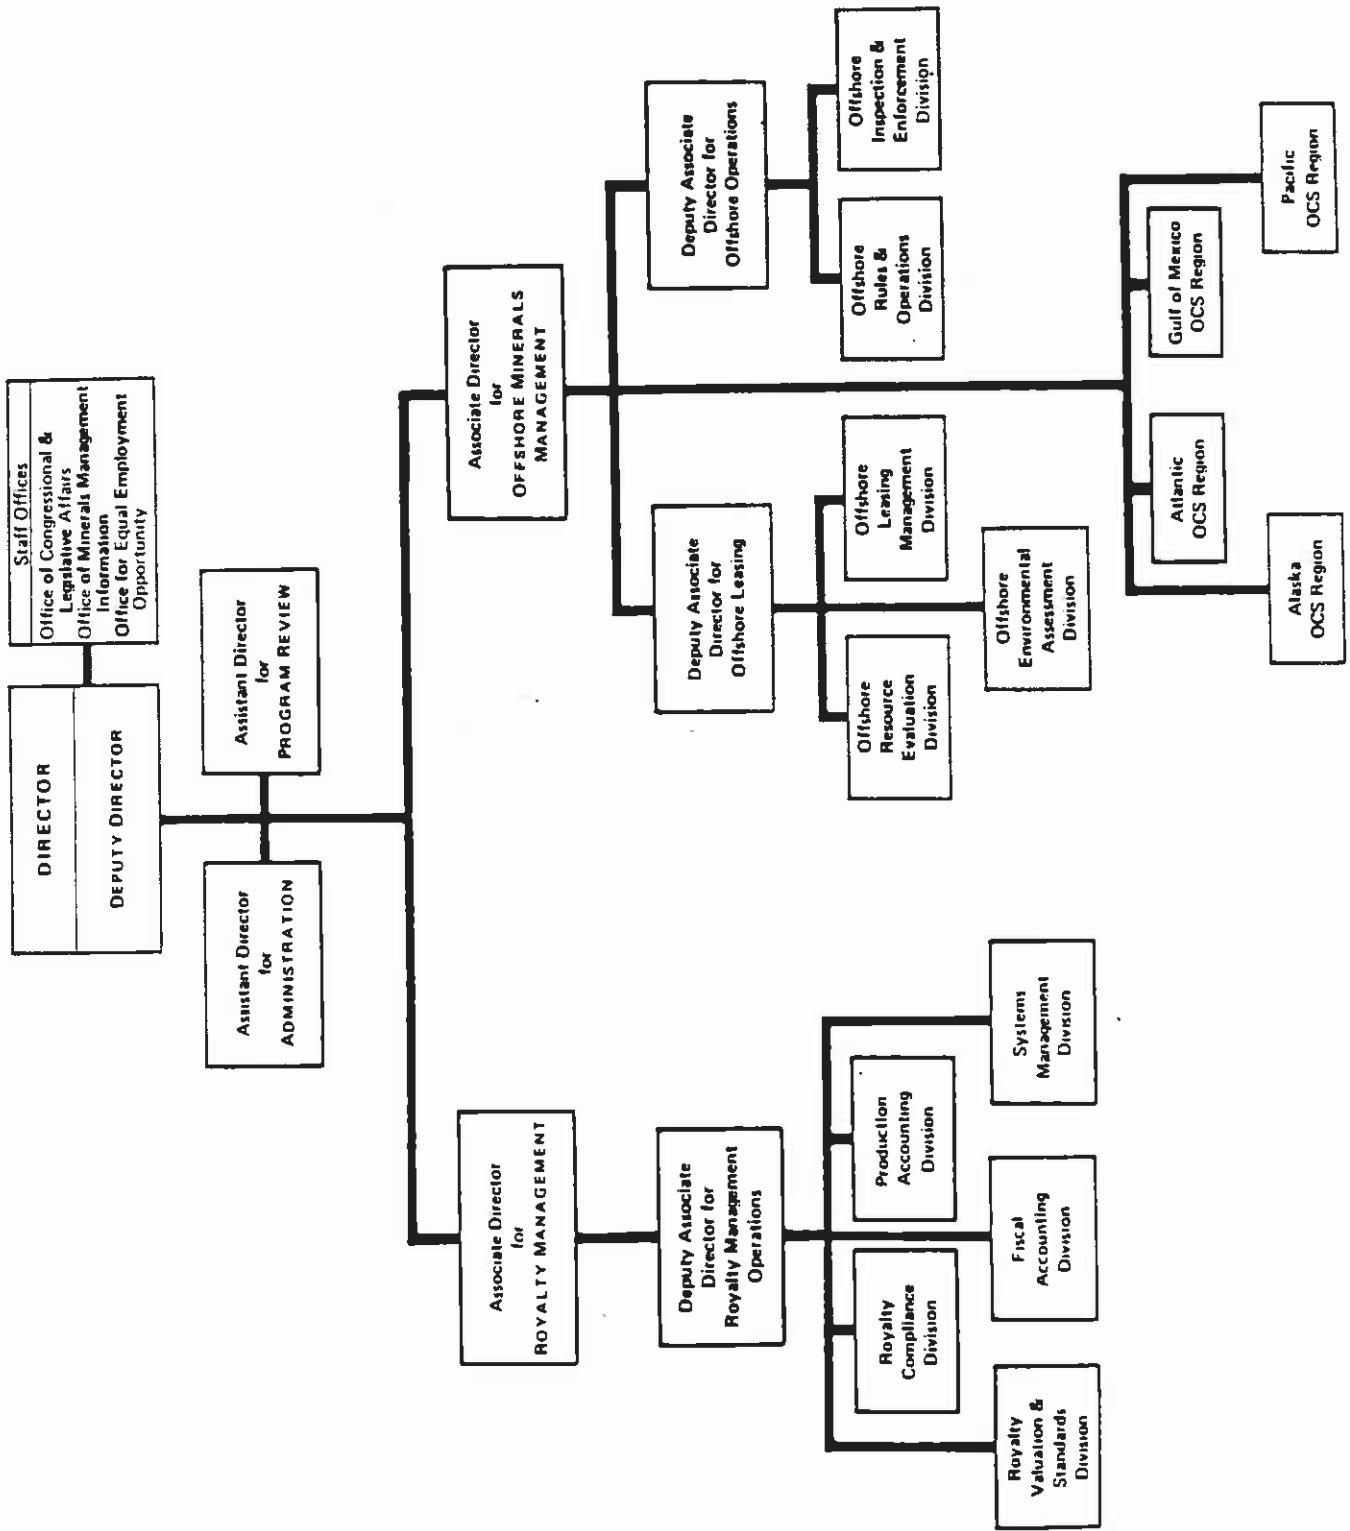 DIRECTOR
DEPUTY DIRECTOR
Staff Offices
Office of Congressional &
Legislative Affairs
Office of Minerals Management
Information
Office for Equal Employment
Opportunity
Assistant Director
for
ADMINISTRATION
Assistant Director
for
PROGRAM REVIEW
Associate Director
for
ROYALTY MANAGEMENT
Associate Director
for
OFFSHORE MINERALS
MANAGEMENT
Deputy Associate
Director for
Royalty Management
Operations
Deputy Associate
Director for
Offshore Leasing
Deputy Associate
Director for
Offshore Operations
Royalty
Valuation &
Standards
Division
Royalty
Compliance
Division
Fiscal
Accounting
Division
Production
Accounting
Division
Systems
Management
Division
Offshore
Resource
Evaluation
Division
Offshore
Environmental
Assessment
Division
Offshore
Leasing
Management
Division
Offshore
Rules &
Operations
Division
Offshore
Inspection &
Enforcement
Division
Alaska
OCS Region
Atlantic
OCS Region
Gulf of Mexico
OCS Region
Pacific
OCS Region